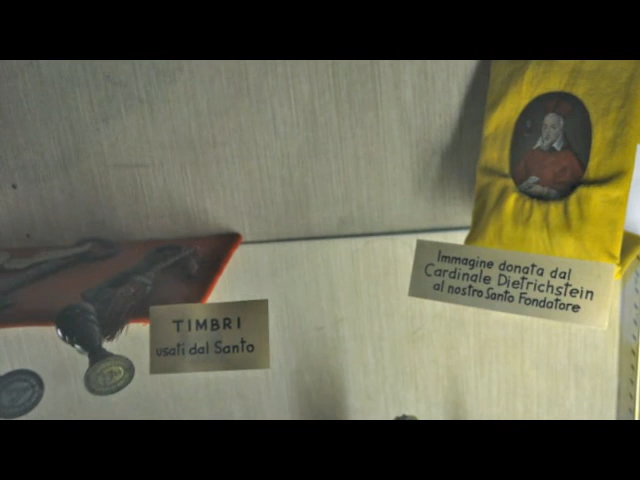 Immagine donata dal
Cardinale Dietrichstein
al nostro Santo Fondatore
TIMBRI
usati dal Santo